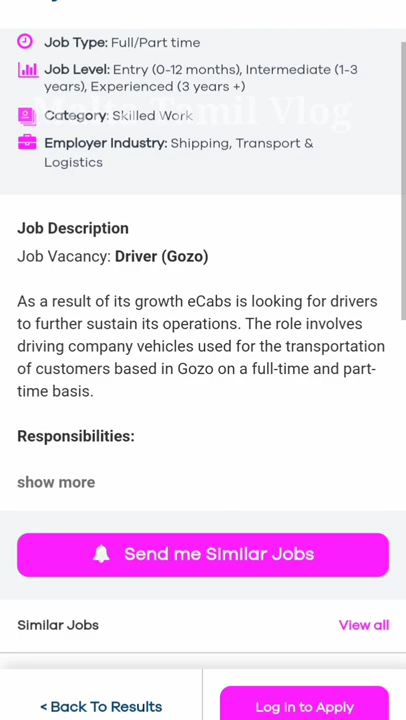 Job Type: Full/Part time
Job Level: Entry (0-12 months), Intermediate (1-3
years), Experienced (3 years +)
Malta Tamil Vlog
Category: Skilled Work
Employer Industry: Shipping, Transport &
Logistics
Job Description
Job Vacancy: Driver (Gozo)
As a result of its growth eCabs is looking for drivers
to further sustain its operations. The role involves
driving company vehicles used for the transportation
of customers based in Gozo on a full-time and part-
time basis.
Responsibilities:
show more
Send me Similar Jobs
Similar Jobs
View all
< Back To Results
Log in to Apply